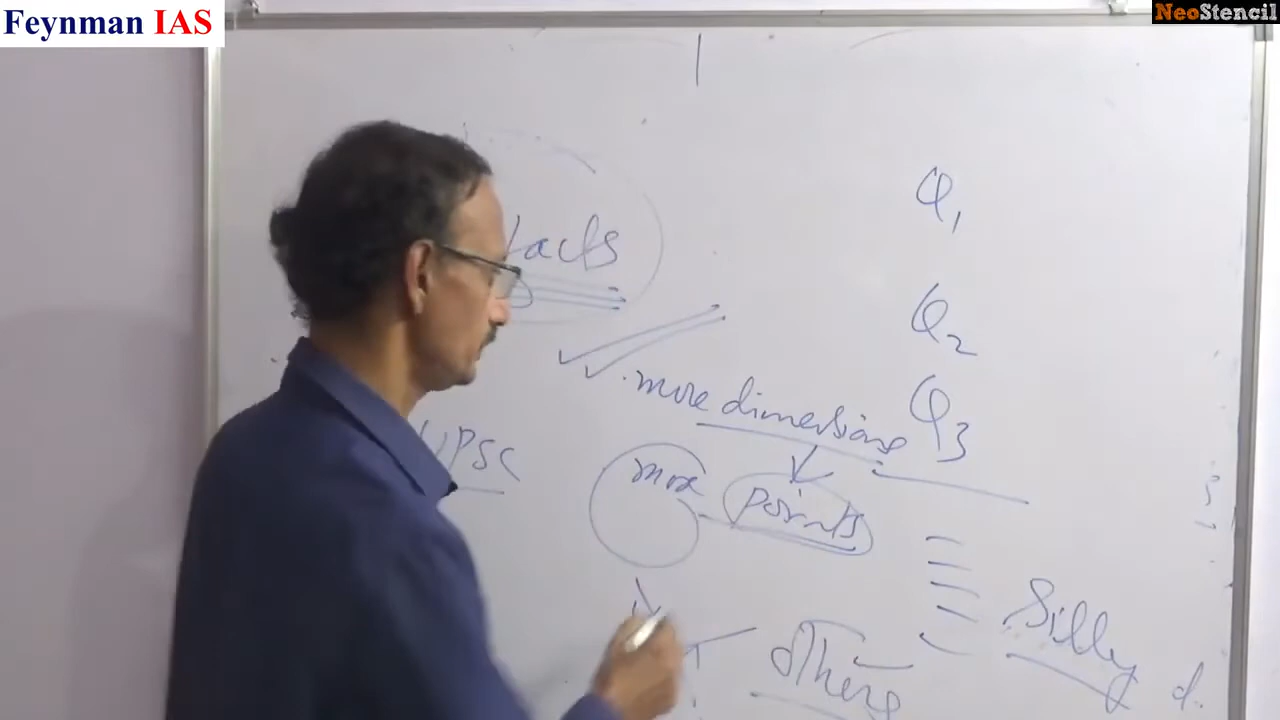 Feynman IAS
NeoStencil
Q1
facts
Q2
more dimensions
Q3
UPSC
more points
Silly
others
d.